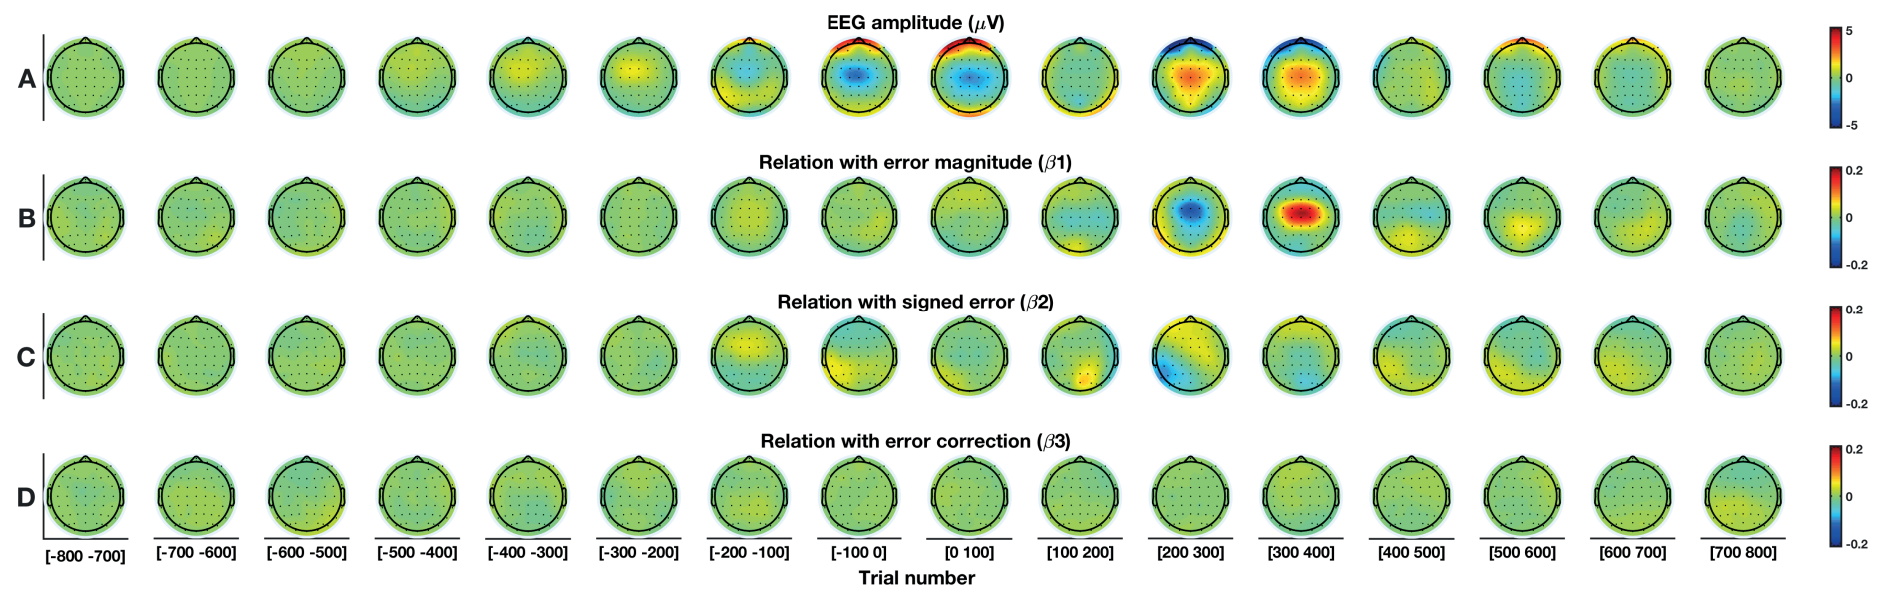 EEG amplitude (μV)
A
5
0
-5
Relation with error magnitude (β1)
B
0.2
0
-0.2
Relation with signed error (β2)
C
0.2
0
-0.2
Relation with error correction (β3)
D
0.2
0
-0.2
[-800 -700] [-700 -600] [-600 -500] [-500 -400] [-400 -300] [-300 -200] [-200 -100] [-100 0] [0 100] [100 200] [200 300] [300 400] [400 500] [500 600] [600 700] [700 800]
Trial number